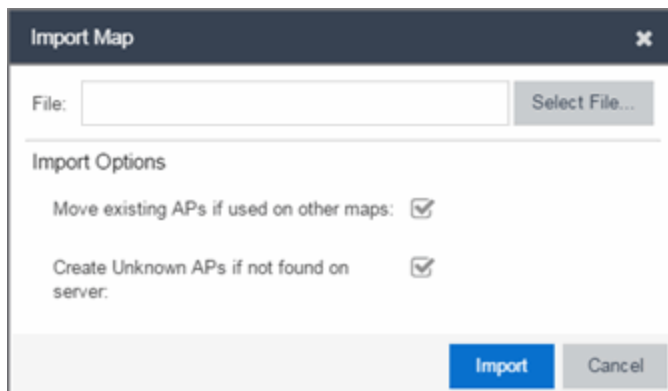 Import Map
File: Select File...
Import Options
Move existing APs if used on other maps:
Create Unknown APs if not found on
server:
Import Cancel